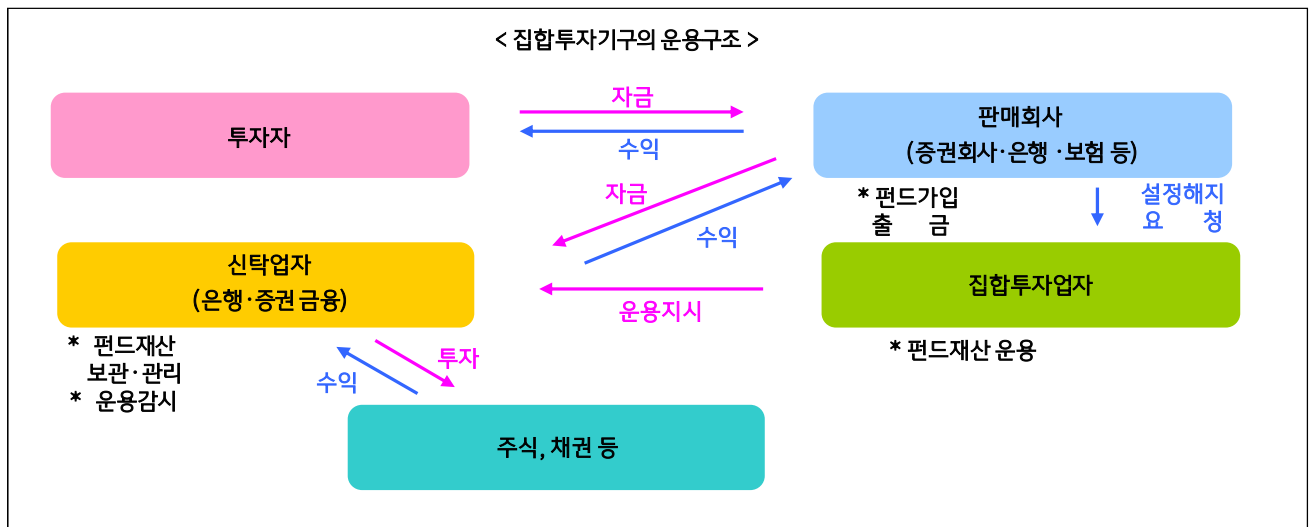 < 집합투자기구의 운용구조 >
투자자
자금
수익
판매회사
(증권회사·은행 ·보험 등)
자금
수익
* 펀드가입
출 금
설정해지
요 청
신탁업자
(은행·증권 금융)
운용지시
집합투자업자
* 펀드재산
보관·관리
* 운용감시
수익
투자
* 펀드재산 운용
주식, 채권 등